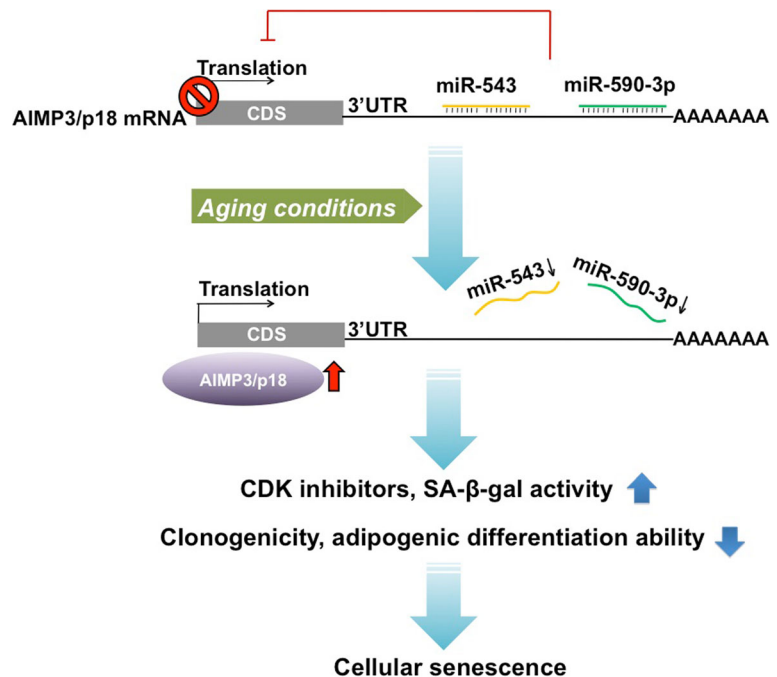 Translation
miR-543
miR-590-3p
AIMP3/p18 mRNA
CDS
3’UTR
AAAAAAA
Aging conditions
Translation
miR-543↓
miR-590-3p↓
CDS
3’UTR
AAAAAAA
AIMP3/p18
CDK inhibitors, SA-β-gal activity
Clonogenicity, adipogenic differentiation ability
Cellular senescence